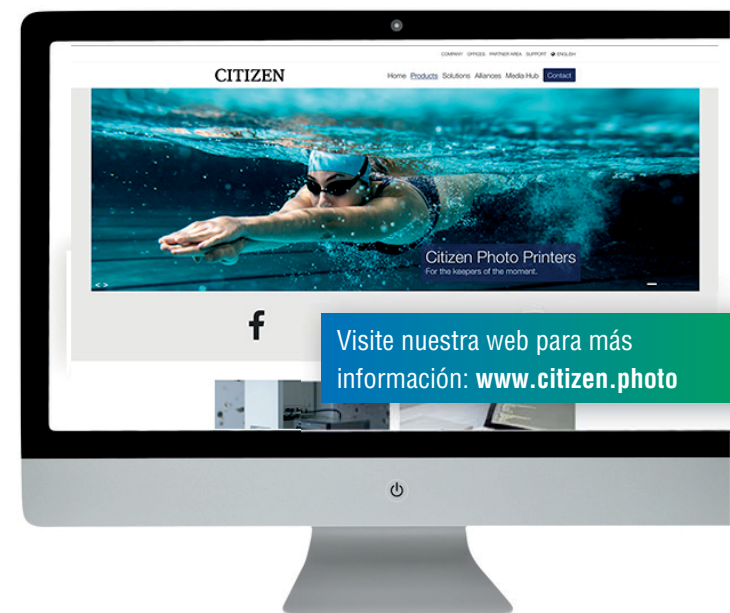 COMPANY OFFICES PARTNER AREA SUPPORT ENGLISH
CITIZEN
Home Products Solutions Alliances Media Hub Contact
Citizen Photo Printers
For the keepers of the moment.
Visite nuestra web para más
información: www.citizen.photo